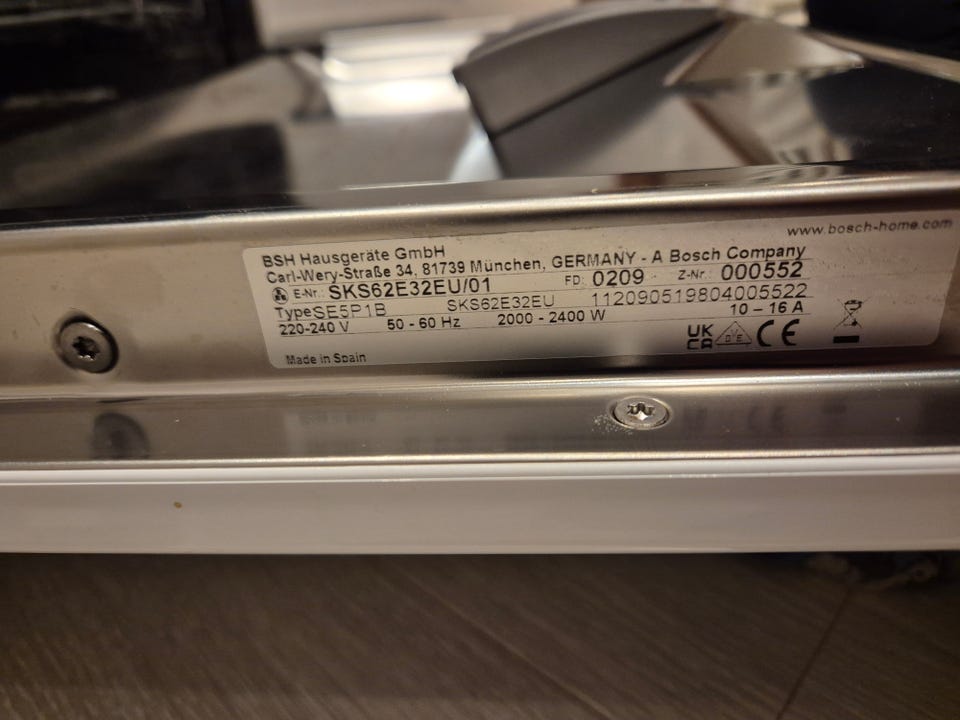 www.bosch-home.com
BSH Hausgeräte GmbH
Carl-Wery-Straße 34, 81739 München, GERMANY - A Bosch Company
E-Nr.: SKS62E32EU/01 FD: 0209 Z-Nr.: 000552
Type SE5P1B SKS62E32EU 112090519804005522
220-240 V 50 - 60 Hz 2000 - 2400 W 10 – 16 A
UK CA DVE CE
Made in Spain